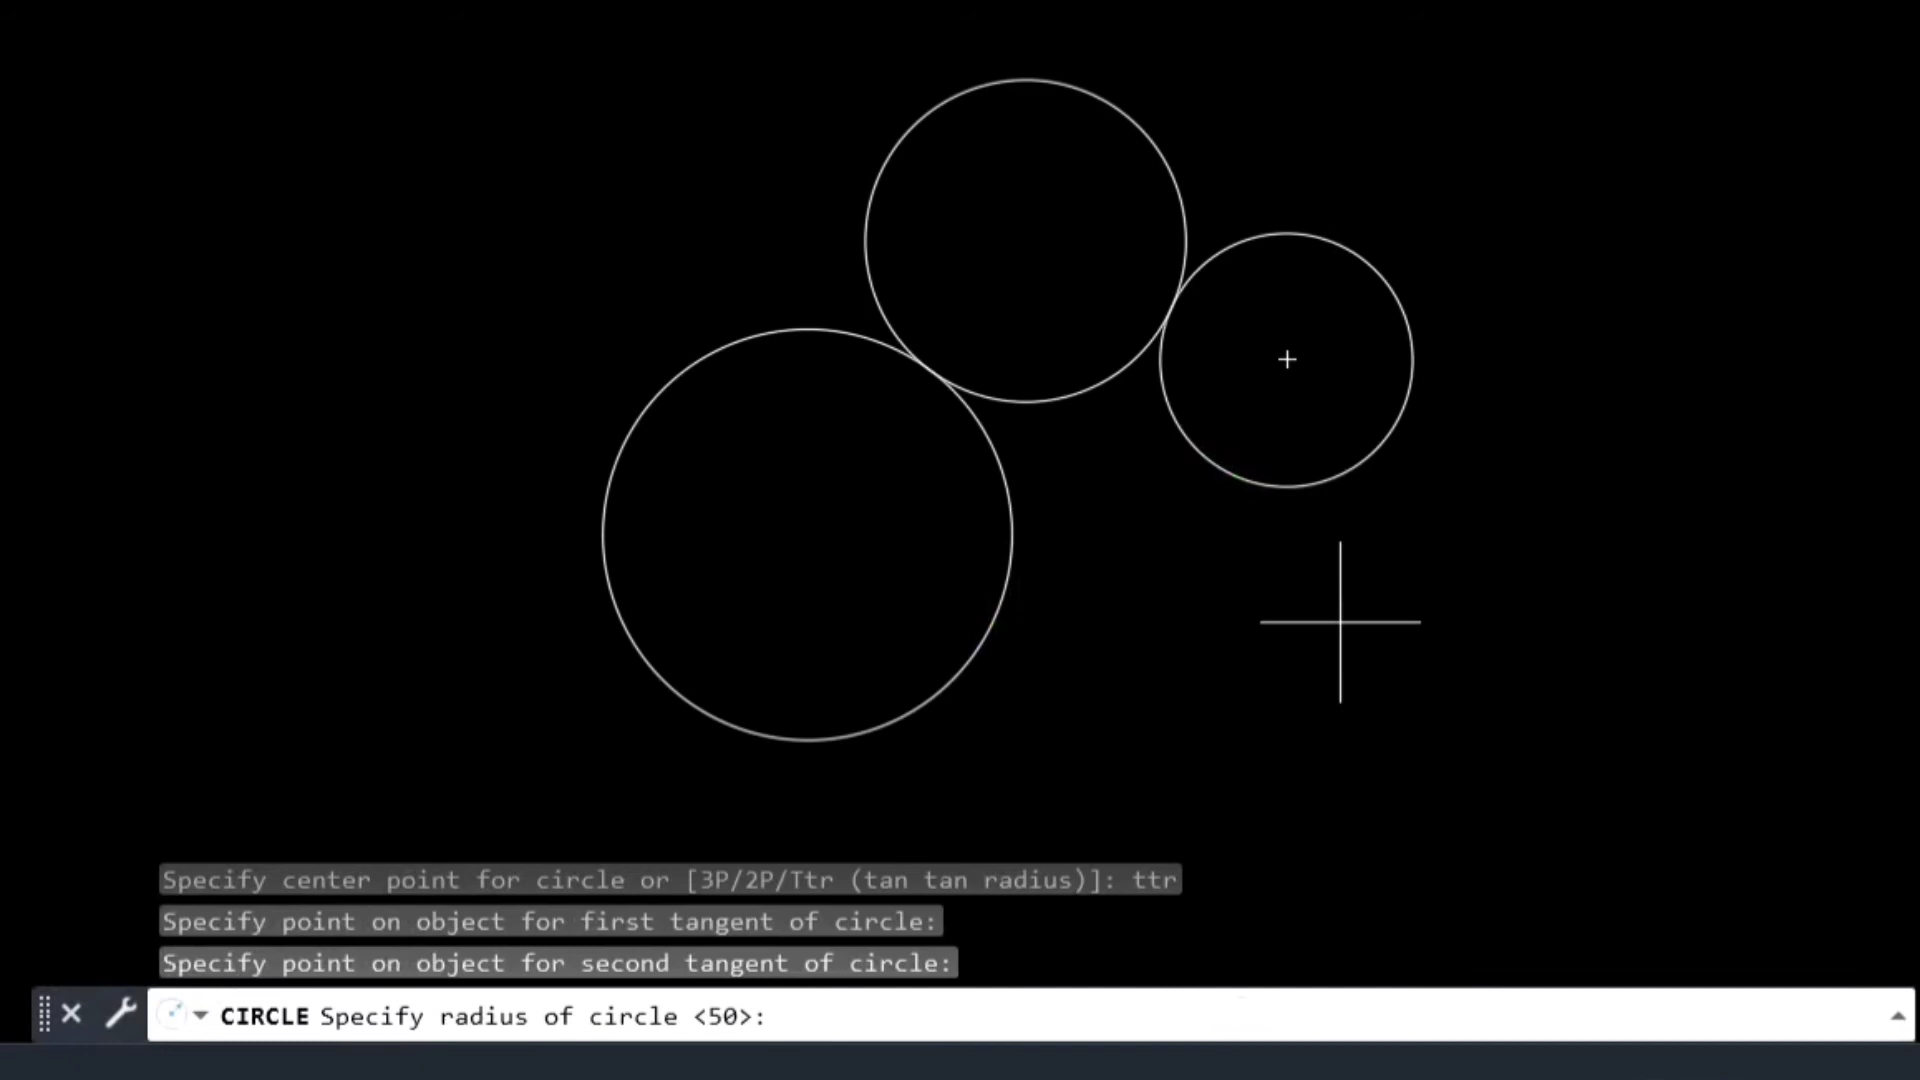 Specify center point for circle or [3P/2P/Ttr (tan tan radius)]: ttr
Specify point on object for first tangent of circle:
Specify point on object for second tangent of circle:
CIRCLE Specify radius of circle <50>: